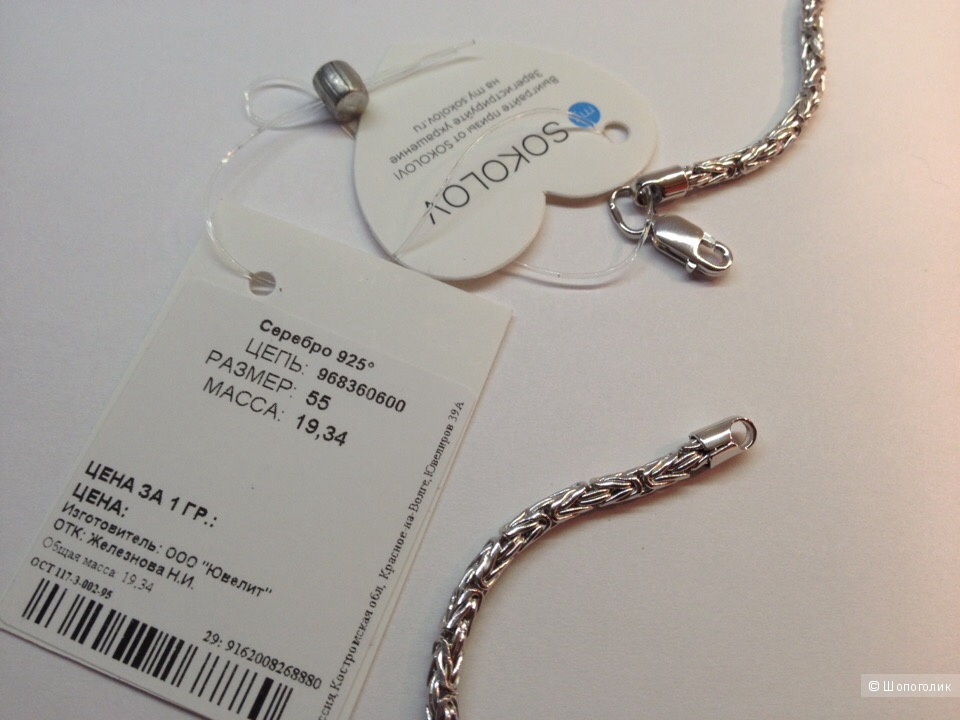 Выиграйте призы от SOKOLOV!
Зарегистрируйте украшение
на my.sokolov.ru
my
SOKOLOV
Серебро 925°
ЦЕПЬ: 968360600
РАЗМЕР: 55
МАССА: 19,34
ЦЕНА ЗА 1 ГР.:
ЦЕНА:
Изготовитель: ООО "Ювелит"
ОТК: Железнова Н.И.
Общая масса 19,34
ОСТ 117-3-002-95
29: 9162008268880
оссия, Костромская обл, Красное-на-Волге, Ювелиров 39А
© Шопоголик